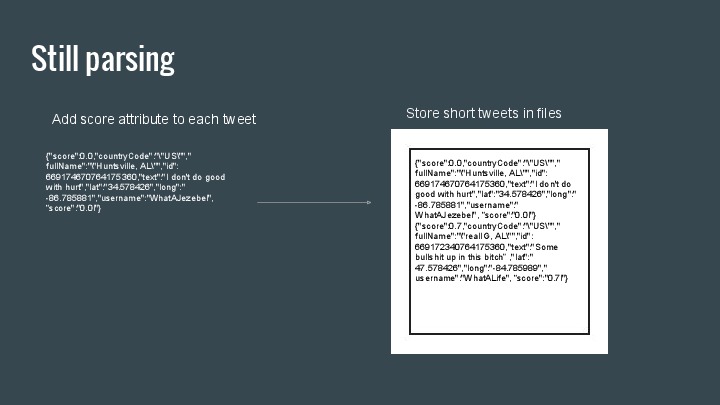 Still parsing
Add score attribute to each tweet
{"score":0.0,"countryCode":"\"US\"","
fullName":"\"Huntsville, AL\"","id":
669174670764175360,"text":"I don't do good
with hurt","lat":"34.578426","long":"
-86.785881","username":"WhatAJezebel",
"score":"0.0"}
Store short tweets in files
{"score":0.0,"countryCode":"\"US\"","
fullName":"\"Huntsville, AL\"","id":
669174670764175360,"text":"I don't do
good with hurt","lat":"34.578426","long":"
-86.785881","username":"
WhatAJezebel", "score":"0.0"}
{"score":0.7,"countryCode":"\"US\"","
fullName":"\"reallG, AL\"","id":
669172340764175360,"text":"Some
bullshit up in this bitch" ,"lat":"
47.578426","long":"-84.785989","
username":"WhatALife", "score":"0.7"}